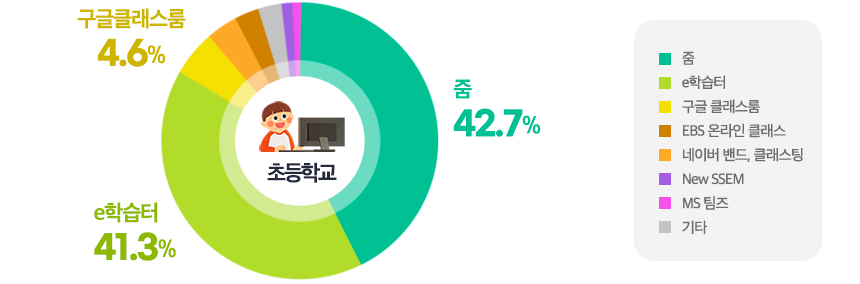 구글클래스룸
4.6%
줌
42.7%
초등학교
e학습터
41.3%
줌
e학습터
구글 클래스룸
EBS 온라인 클래스
네이버 밴드, 클래스팅
New SSEM
MS 팀즈
기타